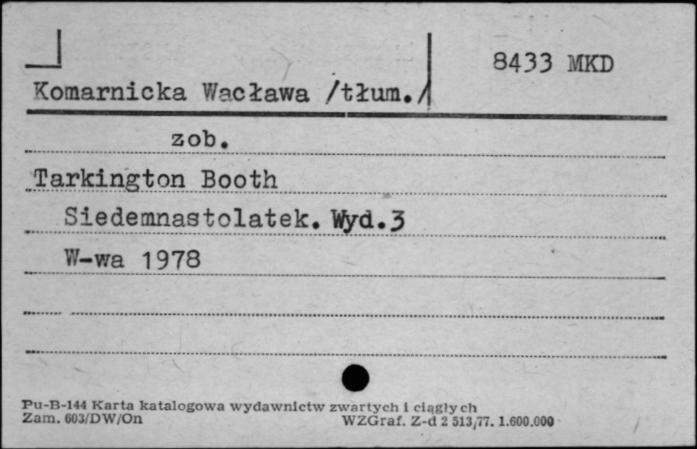 8433 MKD
Komarnicka Wacława /tłum./
zob.
Tarkington Booth
Siedemnastolatek. Wyd.3
W-wa 1978
Pu-B-144 Karta katalogowa wydawnictw zwartych i ciągłych
Zam. 603/DW/On WZGraf. Z-d 2 513/77. 1.600.000